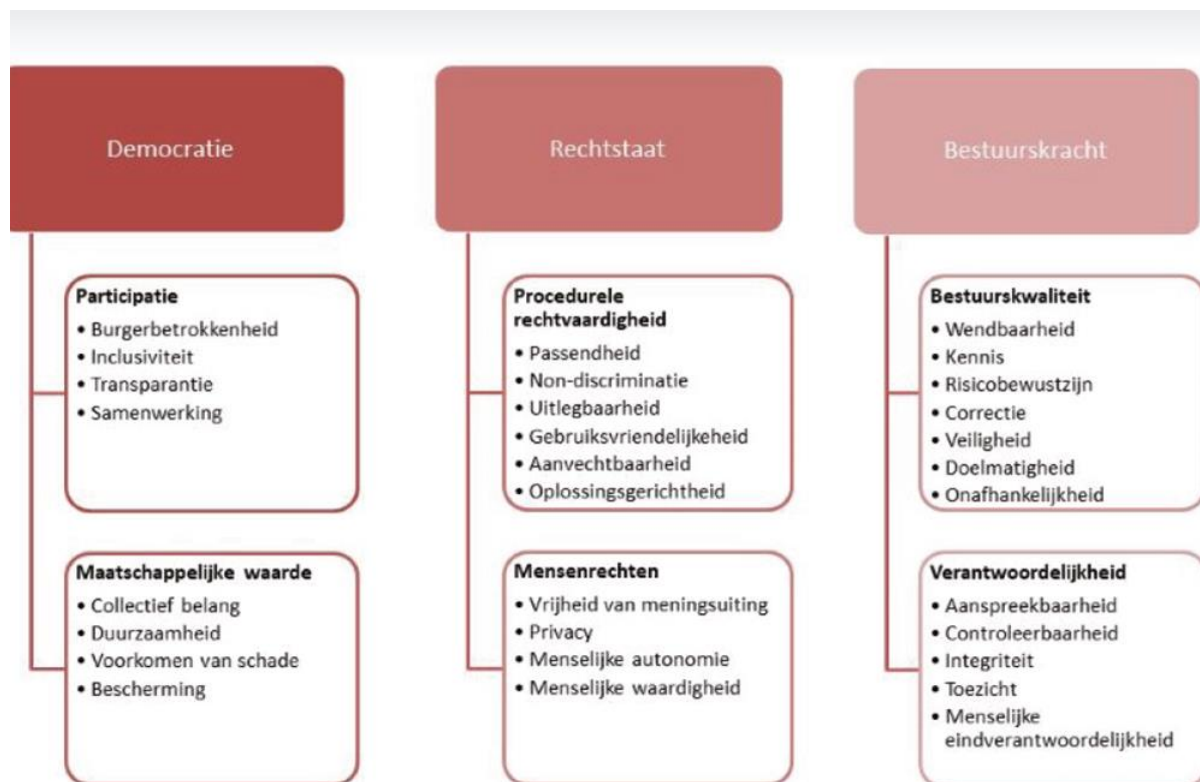 Democratie
Participatie
• Burgerbetrokkenheid
• Inclusiviteit
• Transparantie
• Samenwerking
Maatschappelijke waarde
• Collectief belang
• Duurzaamheid
• Voorkomen van schade
• Bescherming
Rechtstaat
Procedurele
rechtvaardigheid
• Passendheid
• Non-discriminatie
• Uitlegbaarheid
• Gebruiksvriendelijkeheid
• Aanvechtbaarheid
• Oplossingsgerichtheid
Mensenrechten
• Vrijheid van meningsuiting
• Privacy
• Menselijke autonomie
• Menselijke waardigheid
Bestuurskracht
Bestuurskwaliteit
• Wendbaarheid
• Kennis
• Risicobewustzijn
• Correctie
• Veiligheid
• Doelmatigheid
• Onafhankelijkheid
Verantwoordelijkheid
• Aanspreekbaarheid
• Controleerbaarheid
• Integriteit
• Toezicht
• Menselijke
eindverantwoordelijkheid